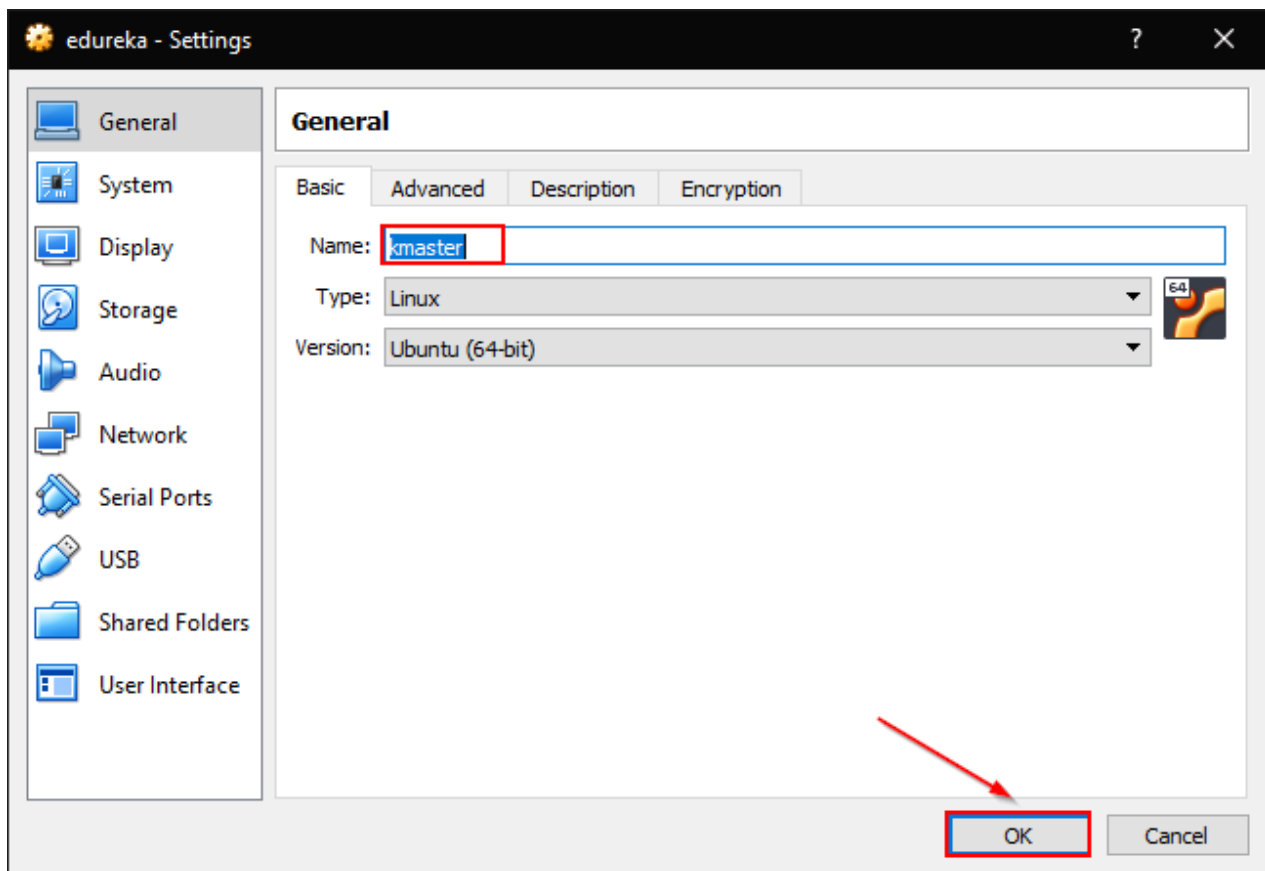 edureka - Settings ? ×
General
System
Display
Storage
Audio
Network
Serial Ports
USB
Shared Folders
User Interface
General
Basic Advanced Description Encryption
Name: kmaster
Type: Linux
64
Version: Ubuntu (64-bit)
OK Cancel